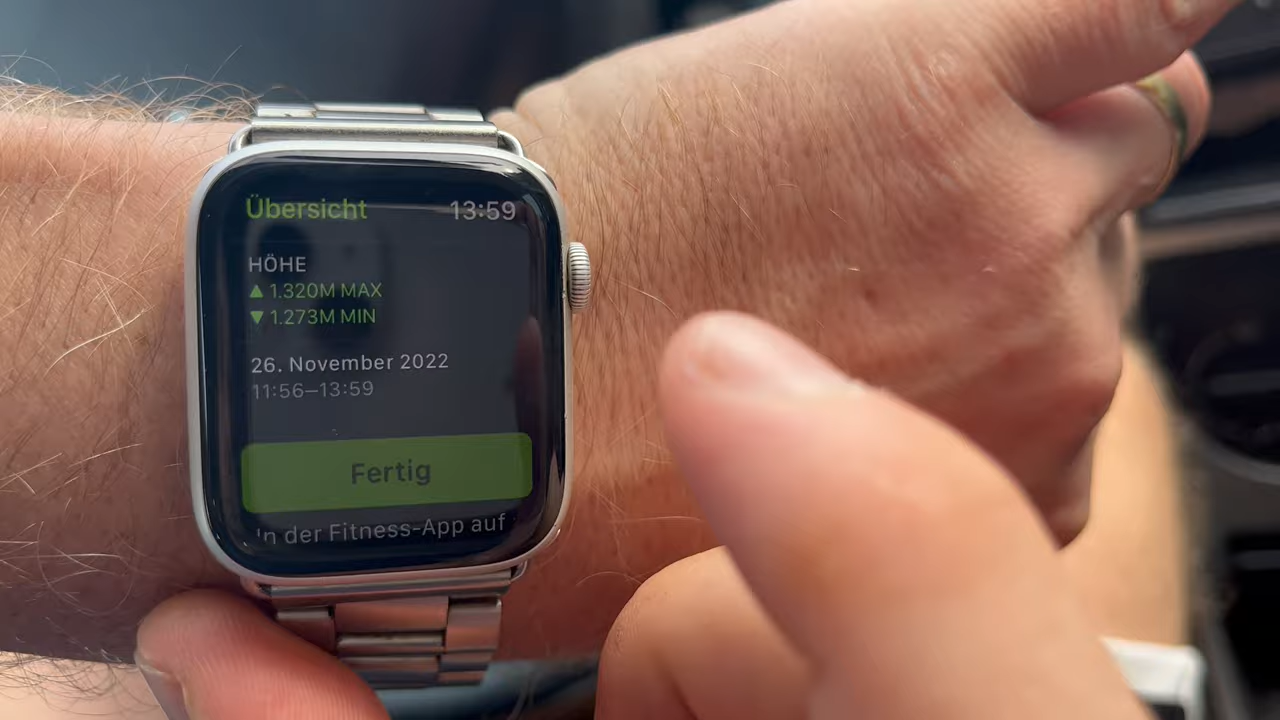 Übersicht 13:59
HÖHE
▲ 1.320M MAX
▼ 1.273M MIN
26. November 2022
11:56–13:59
Fertig
In der Fitness-App auf